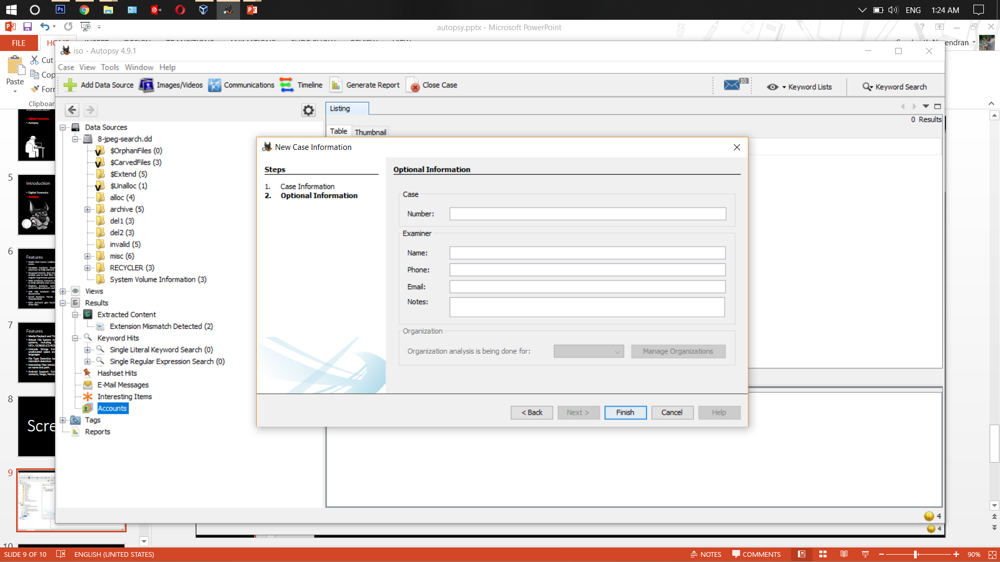 ENG
1:24 AM
autopsy.pptx - Microsoft PowerPoint
FILE
iso - Autopsy 4.9.1
Case View Tools Window Help
Cut
Paste
Add Data Source
Images/Videos
Communications
Timeline
Generate Report
Close Case
10
Keyword Lists
Keyword Search
Listing
0 Results
Table
Thumbnail
Data Sources
8-jpeg-search.dd
$OrphanFiles (0)
$CarvedFiles (3)
$Extend (5)
$Unalloc (1)
alloc (4)
archive (5)
del1 (3)
del2 (3)
invalid (5)
misc (6)
RECYCLER (3)
System Volume Information (3)
Views
Results
Extracted Content
Extension Mismatch Detected (2)
Keyword Hits
Single Literal Keyword Search (0)
Single Regular Expression Search (0)
Hashset Hits
E-Mail Messages
Interesting Items
Accounts
Tags
Reports
New Case Information
Steps
1. Case Information
2. Optional Information
Optional Information
Case
Number:
Examiner
Name:
Phone:
Email:
Notes:
Organization
Organization analysis is being done for:
Manage Organizations
< Back
Next >
Finish
Cancel
Help
4
4
Introduction
• Digital Forensics
• Autopsy
5
Introduction
• Digital Forensics
• Autopsy
6
Features
7
Features
8
9
10
SLIDE 9 OF 10
ENGLISH (UNITED STATES)
NOTES
COMMENTS
90%